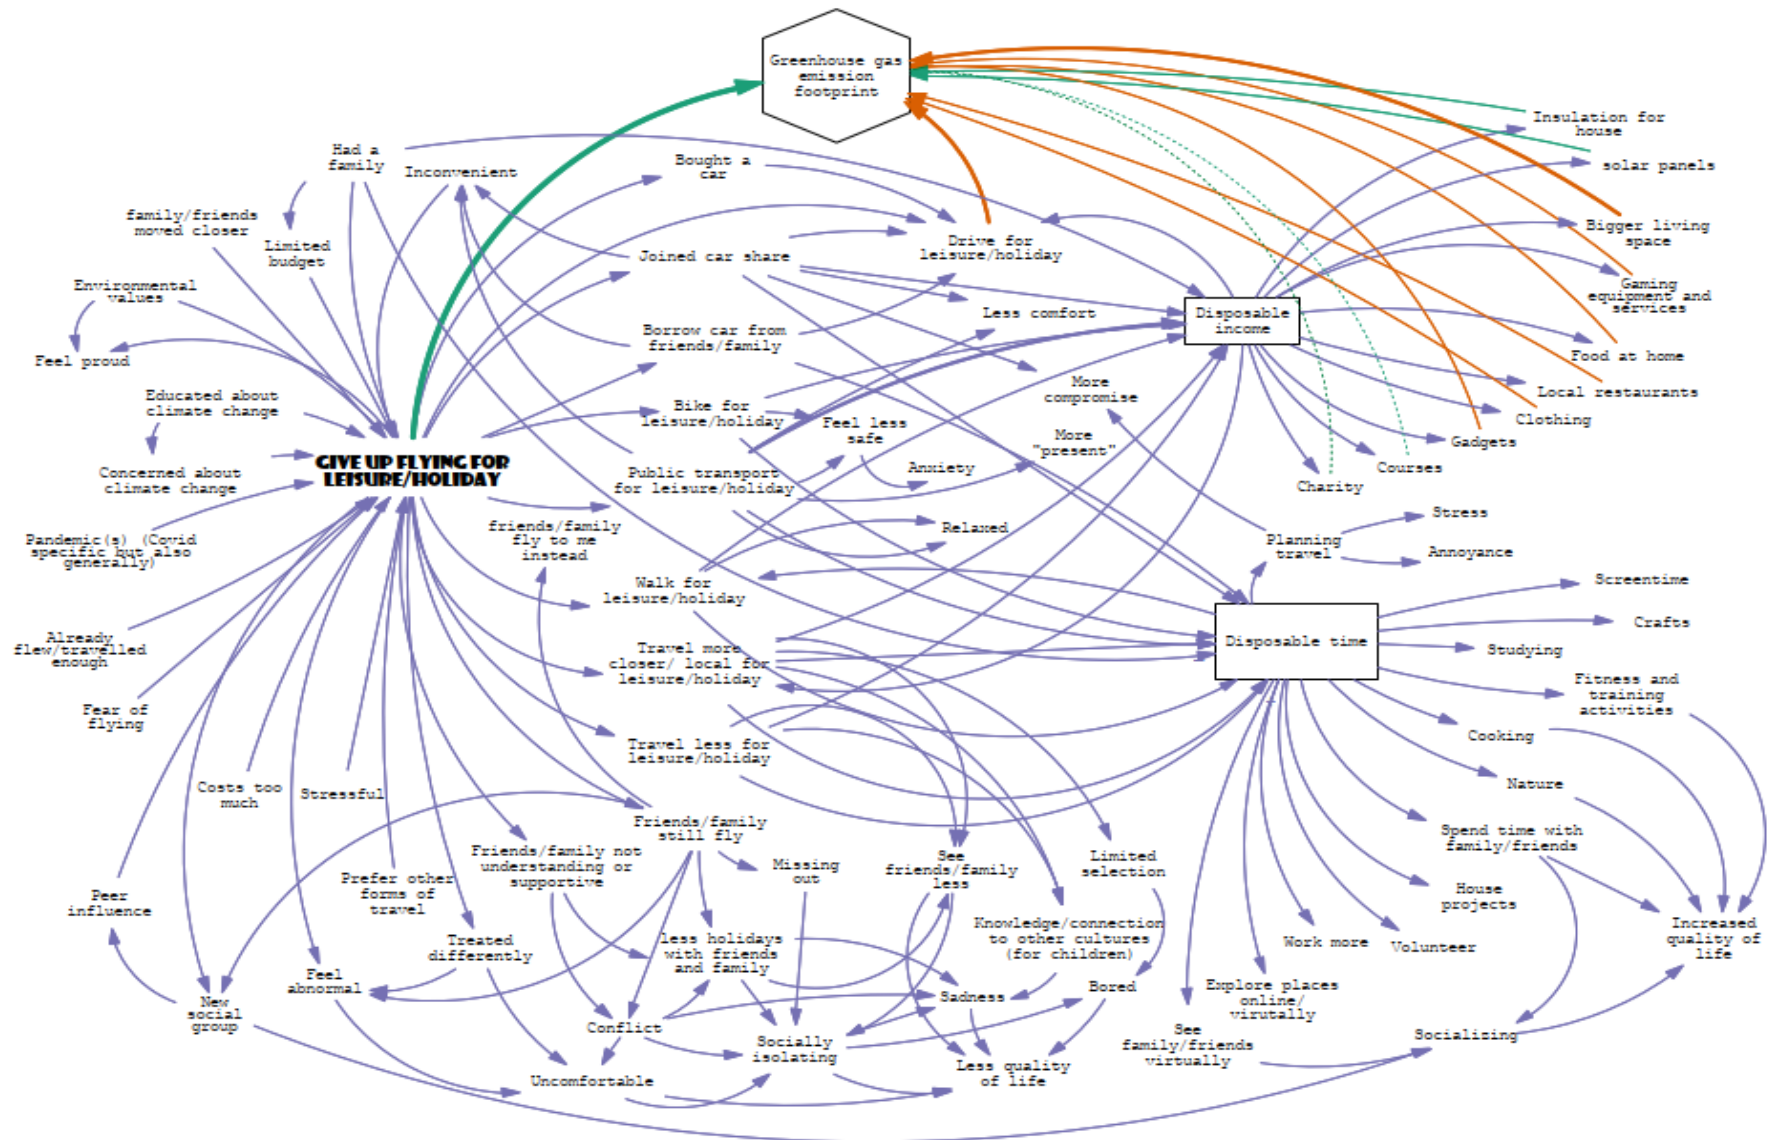 Greenhouse gas
emission
footprint
Had a
family
Inconvenient
Bought a
car
Insulation for
house
solar panels
family/friends
moved closer
Limited
budget
Joined car share
Drive for
leisure/holiday
Bigger living
space
Environmental
values
Gaming
equipment and
services
Less comfort
Disposable
income
Feel proud
Borrow car from
friends/family
Food at home
More
compromise
Local restaurants
Educated about
climate change
Bike for
leisure/holiday
Feel less
safe
Clothing
More
"present"
Gadgets
GIVE UP FLYING FOR
LEISURE/HOLIDAY
Concerned about
climate change
Public transport
for leisure/holiday
Anxiety
Courses
Charity
friends/family
fly to me
instead
Relaxed
Stress
Pandemic(s) (Covid
specific but also
generally)
Planning
travel
Annoyance
Walk for
leisure/holiday
Screentime
Crafts
Already
flew/travelled
enough
Travel more
closer/ local for
leisure/holiday
Disposable time
Studying
Fitness and
training
activities
Fear of
flying
Travel less for
leisure/holiday
Cooking
Costs too
much
Stressful
Nature
Friends/family
still fly
Spend time with
family/friends
Friends/family not
understanding or
supportive
Missing
out
See
friends/family
less
Limited
selection
Prefer other
forms of
travel
Peer
influence
House
projects
Knowledge/connection
to other cultures
(for children)
Increased
quality of
life
Treated
differently
less holidays
with friends
and family
Work more
Volunteer
Feel
abnormal
Sadness
Bored
Explore places
online/
virutally
New
social
group
Conflict
Socially
isolating
See
family/friends
virtually
Socializing
Uncomfortable
Less quality
of life